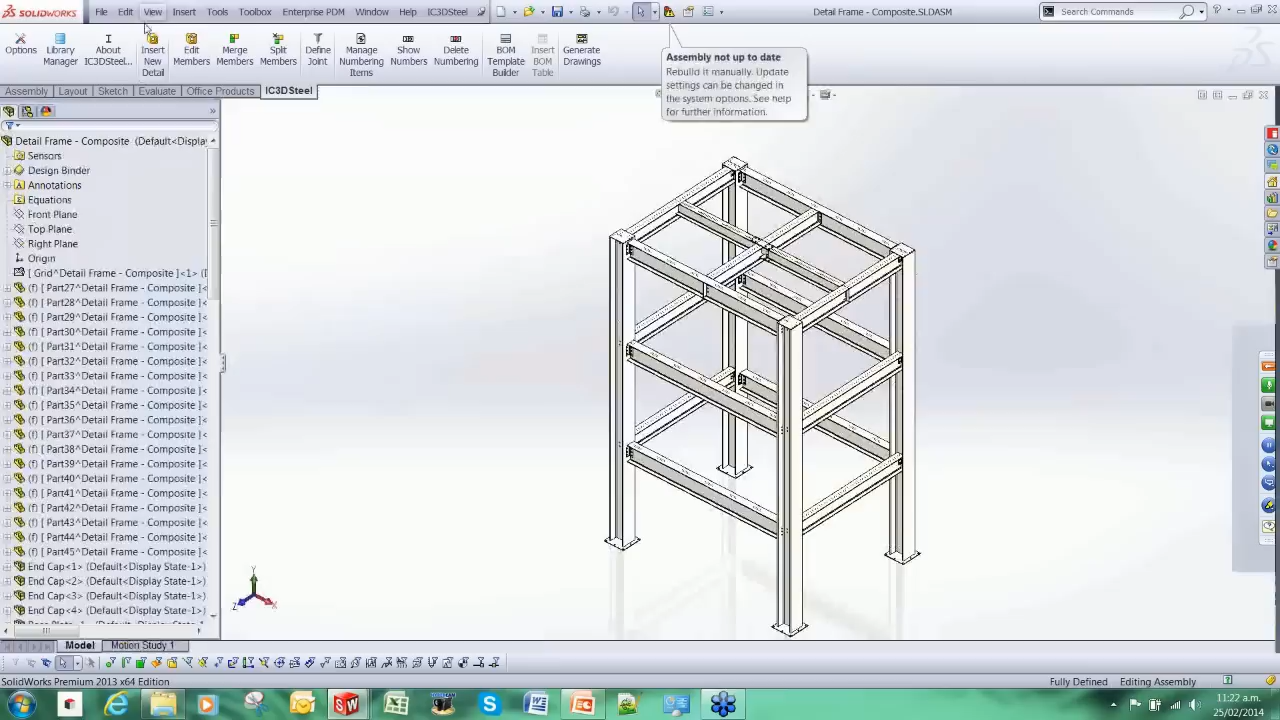 SOLIDWORKS File Edit View Insert Tools Toolbox Enterprise PDM Window Help IC3DSteel Detail Frame - Composite.SLDASM Search Commands
Options Library Manager About IC3DSteel... Insert New Detail Edit Members Merge Members Split Members Define Joint Manage Numbering Items Show Numbers Delete Numbering BOM Template Builder Insert BOM Table Generate Drawings
Assembly not up to date
Rebuild it manually. Update
settings can be changed in
the system options. See help
for further information.
Assembly Layout Sketch Evaluate Office Products IC3DSteel
Detail Frame - Composite (Default<Display
Sensors
Design Binder
Annotations
Equations
Front Plane
Top Plane
Right Plane
Origin
[ Grid^Detail Frame - Composite ]<1> (
(f) [ Part27^Detail Frame - Composite ]<
(f) [ Part28^Detail Frame - Composite ]<
(f) [ Part29^Detail Frame - Composite ]<
(f) [ Part30^Detail Frame - Composite ]<
(f) [ Part31^Detail Frame - Composite ]<
(f) [ Part32^Detail Frame - Composite ]<
(f) [ Part33^Detail Frame - Composite ]<
(f) [ Part34^Detail Frame - Composite ]<
(f) [ Part35^Detail Frame - Composite ]<
(f) [ Part36^Detail Frame - Composite ]<
(f) [ Part37^Detail Frame - Composite ]<
(f) [ Part38^Detail Frame - Composite ]<
(f) [ Part39^Detail Frame - Composite ]<
(f) [ Part40^Detail Frame - Composite ]<
(f) [ Part41^Detail Frame - Composite ]<
(f) [ Part42^Detail Frame - Composite ]<
(f) [ Part43^Detail Frame - Composite ]<
(f) [ Part44^Detail Frame - Composite ]<
(f) [ Part45^Detail Frame - Composite ]<
End Cap<1> (Default<Display State-1>)
End Cap<2> (Default<Display State-1>)
End Cap<3> (Default<Display State-1>)
End Cap<4> (Default<Display State-1>)
Y
Z X
Model Motion Study 1
SolidWorks Premium 2013 x64 Edition Fully Defined Editing Assembly
11:22 a.m.
25/02/2014